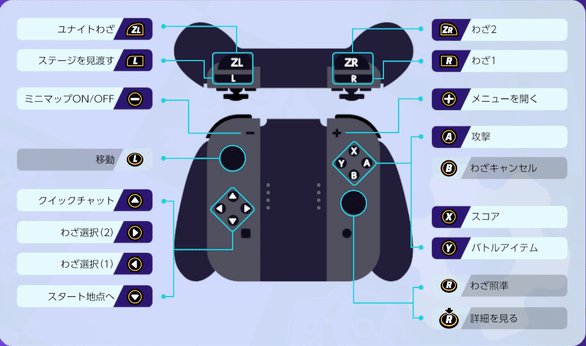 ユナイトわざ ZL
ステージを見渡す L
ミニマップON/OFF
移動 L
クイックチャット
わざ選択(2)
わざ選択(1)
スタート地点へ
ZL
L
ZR
R
X
Y A
B
ZR わざ2
R わざ1
メニューを開く
A 攻撃
B わざキャンセル
X スコア
Y バトルアイテム
R わざ照準
R 詳細を見る